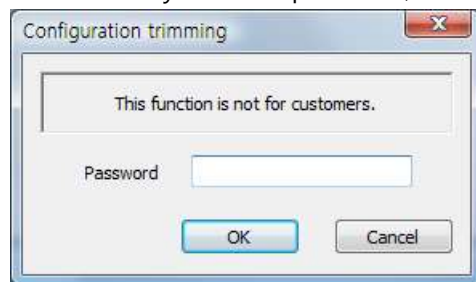 Configuration trimming
This function is not for customers.
Password
OK
Cancel